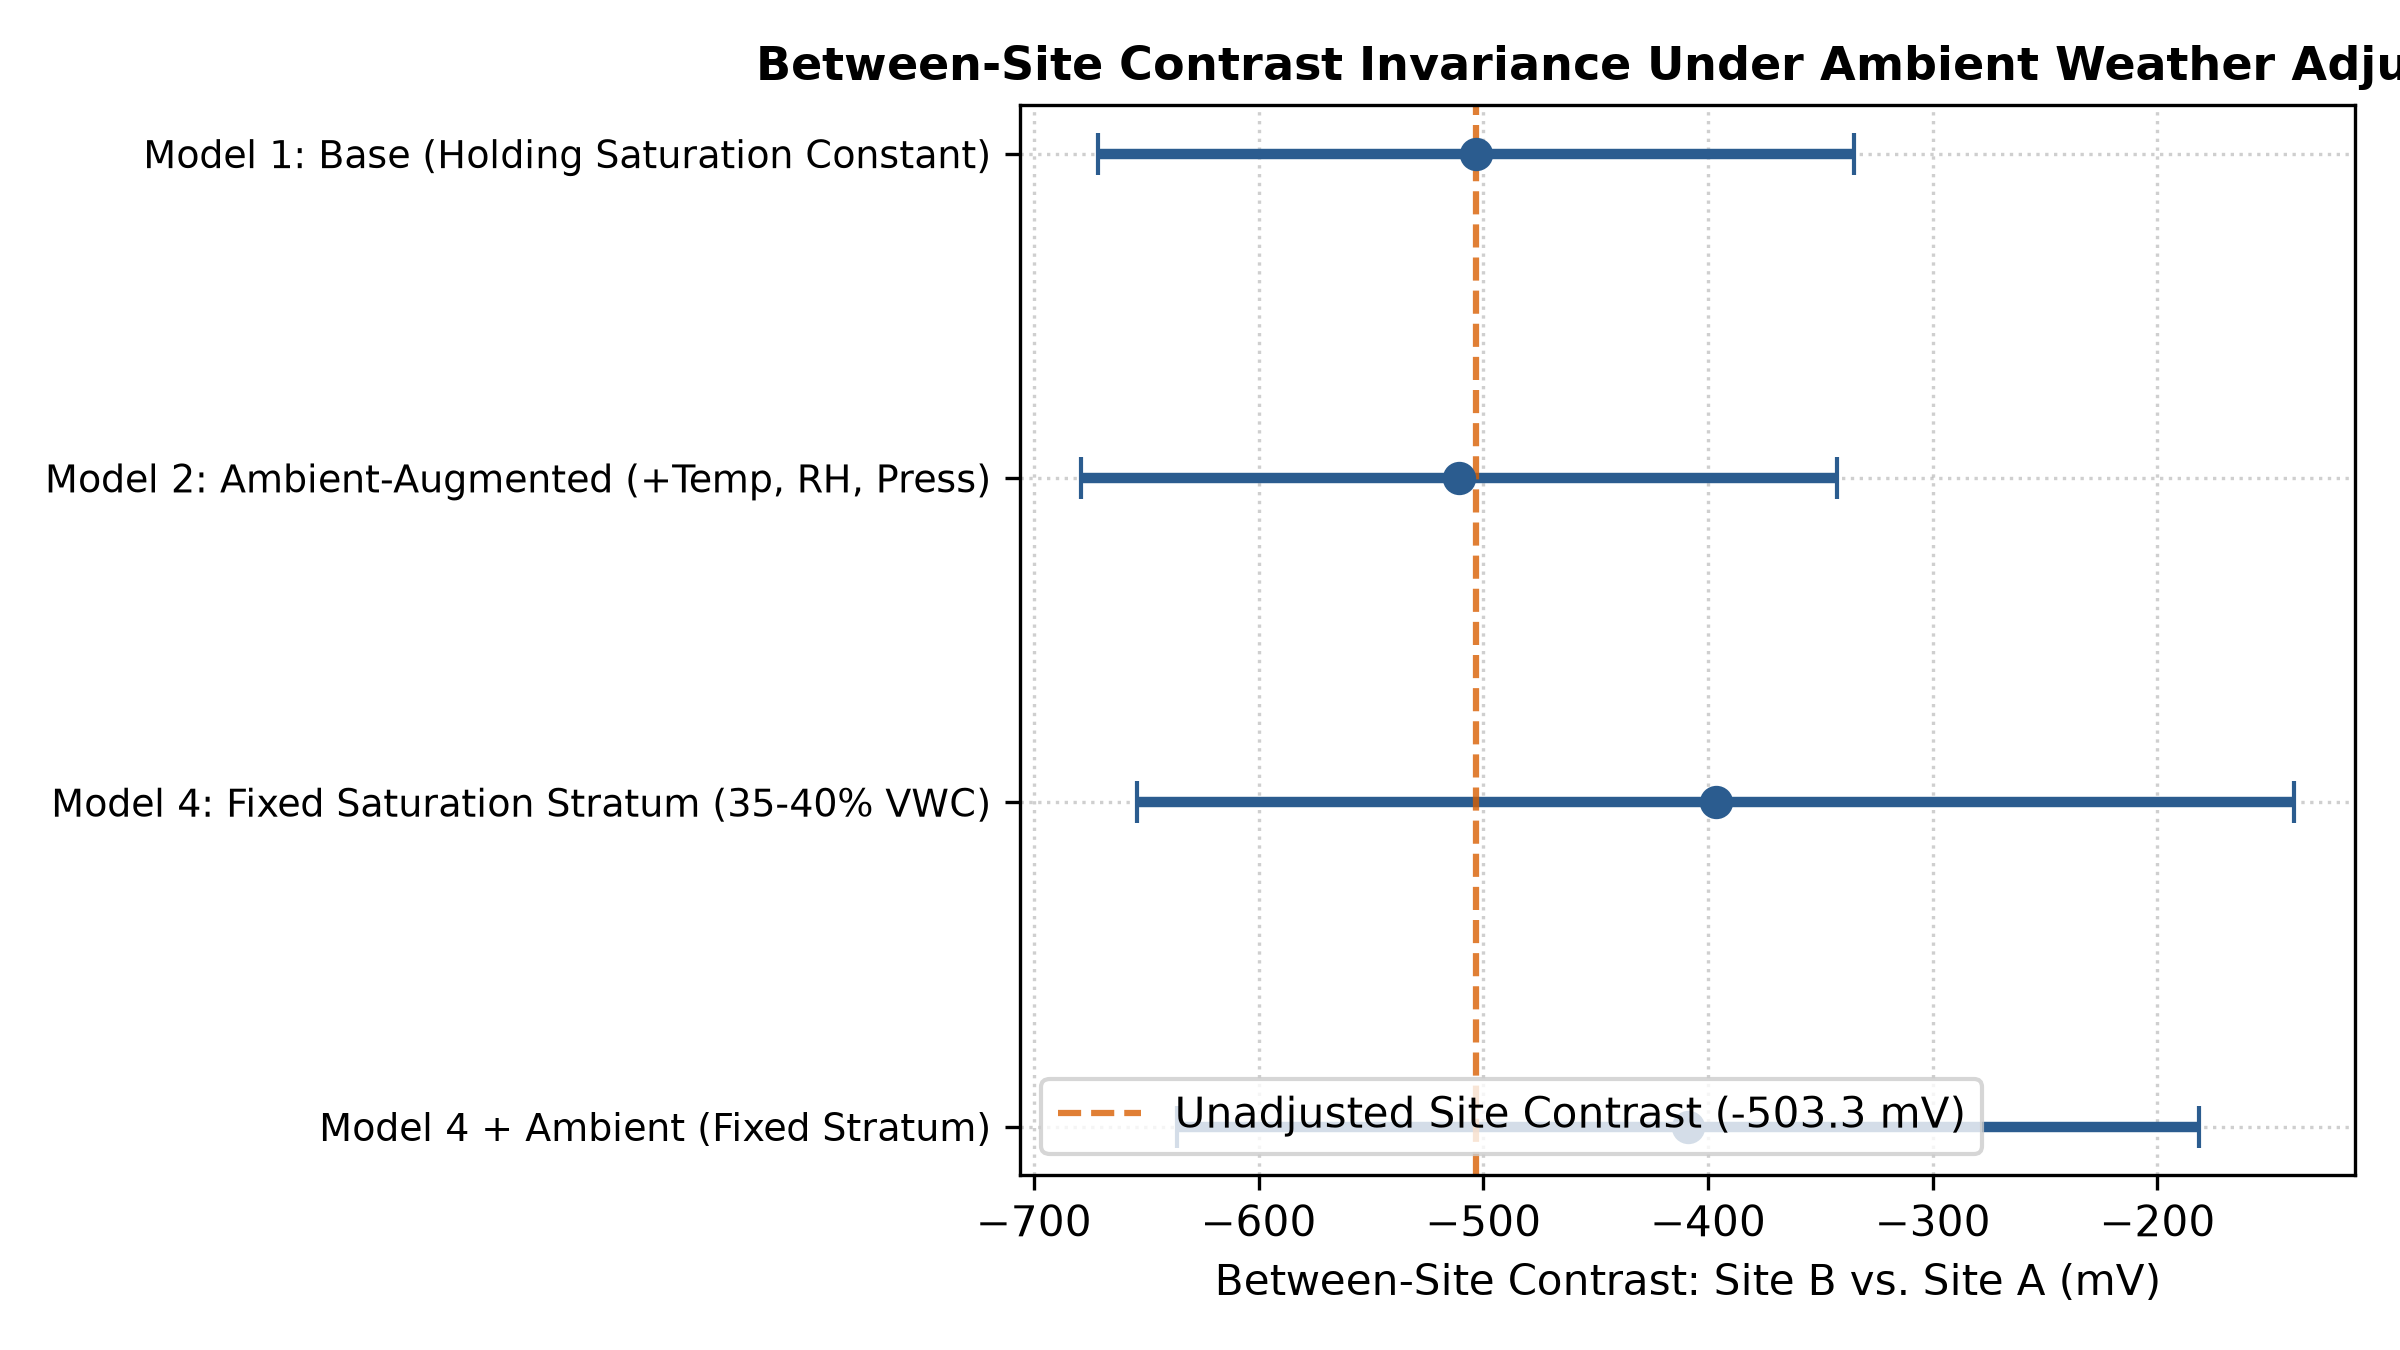 Between-Site Contrast Invariance Under Ambient Weather Adju
Model 1: Base (Holding Saturation Constant)
Model 2: Ambient-Augmented (+Temp, RH, Press)
Model 4: Fixed Saturation Stratum (35-40% VWC)
Model 4 + Ambient (Fixed Stratum)
Unadjusted Site Contrast (-503.3 mV)
−700 −600 −500 −400 −300 −200
Between-Site Contrast: Site B vs. Site A (mV)